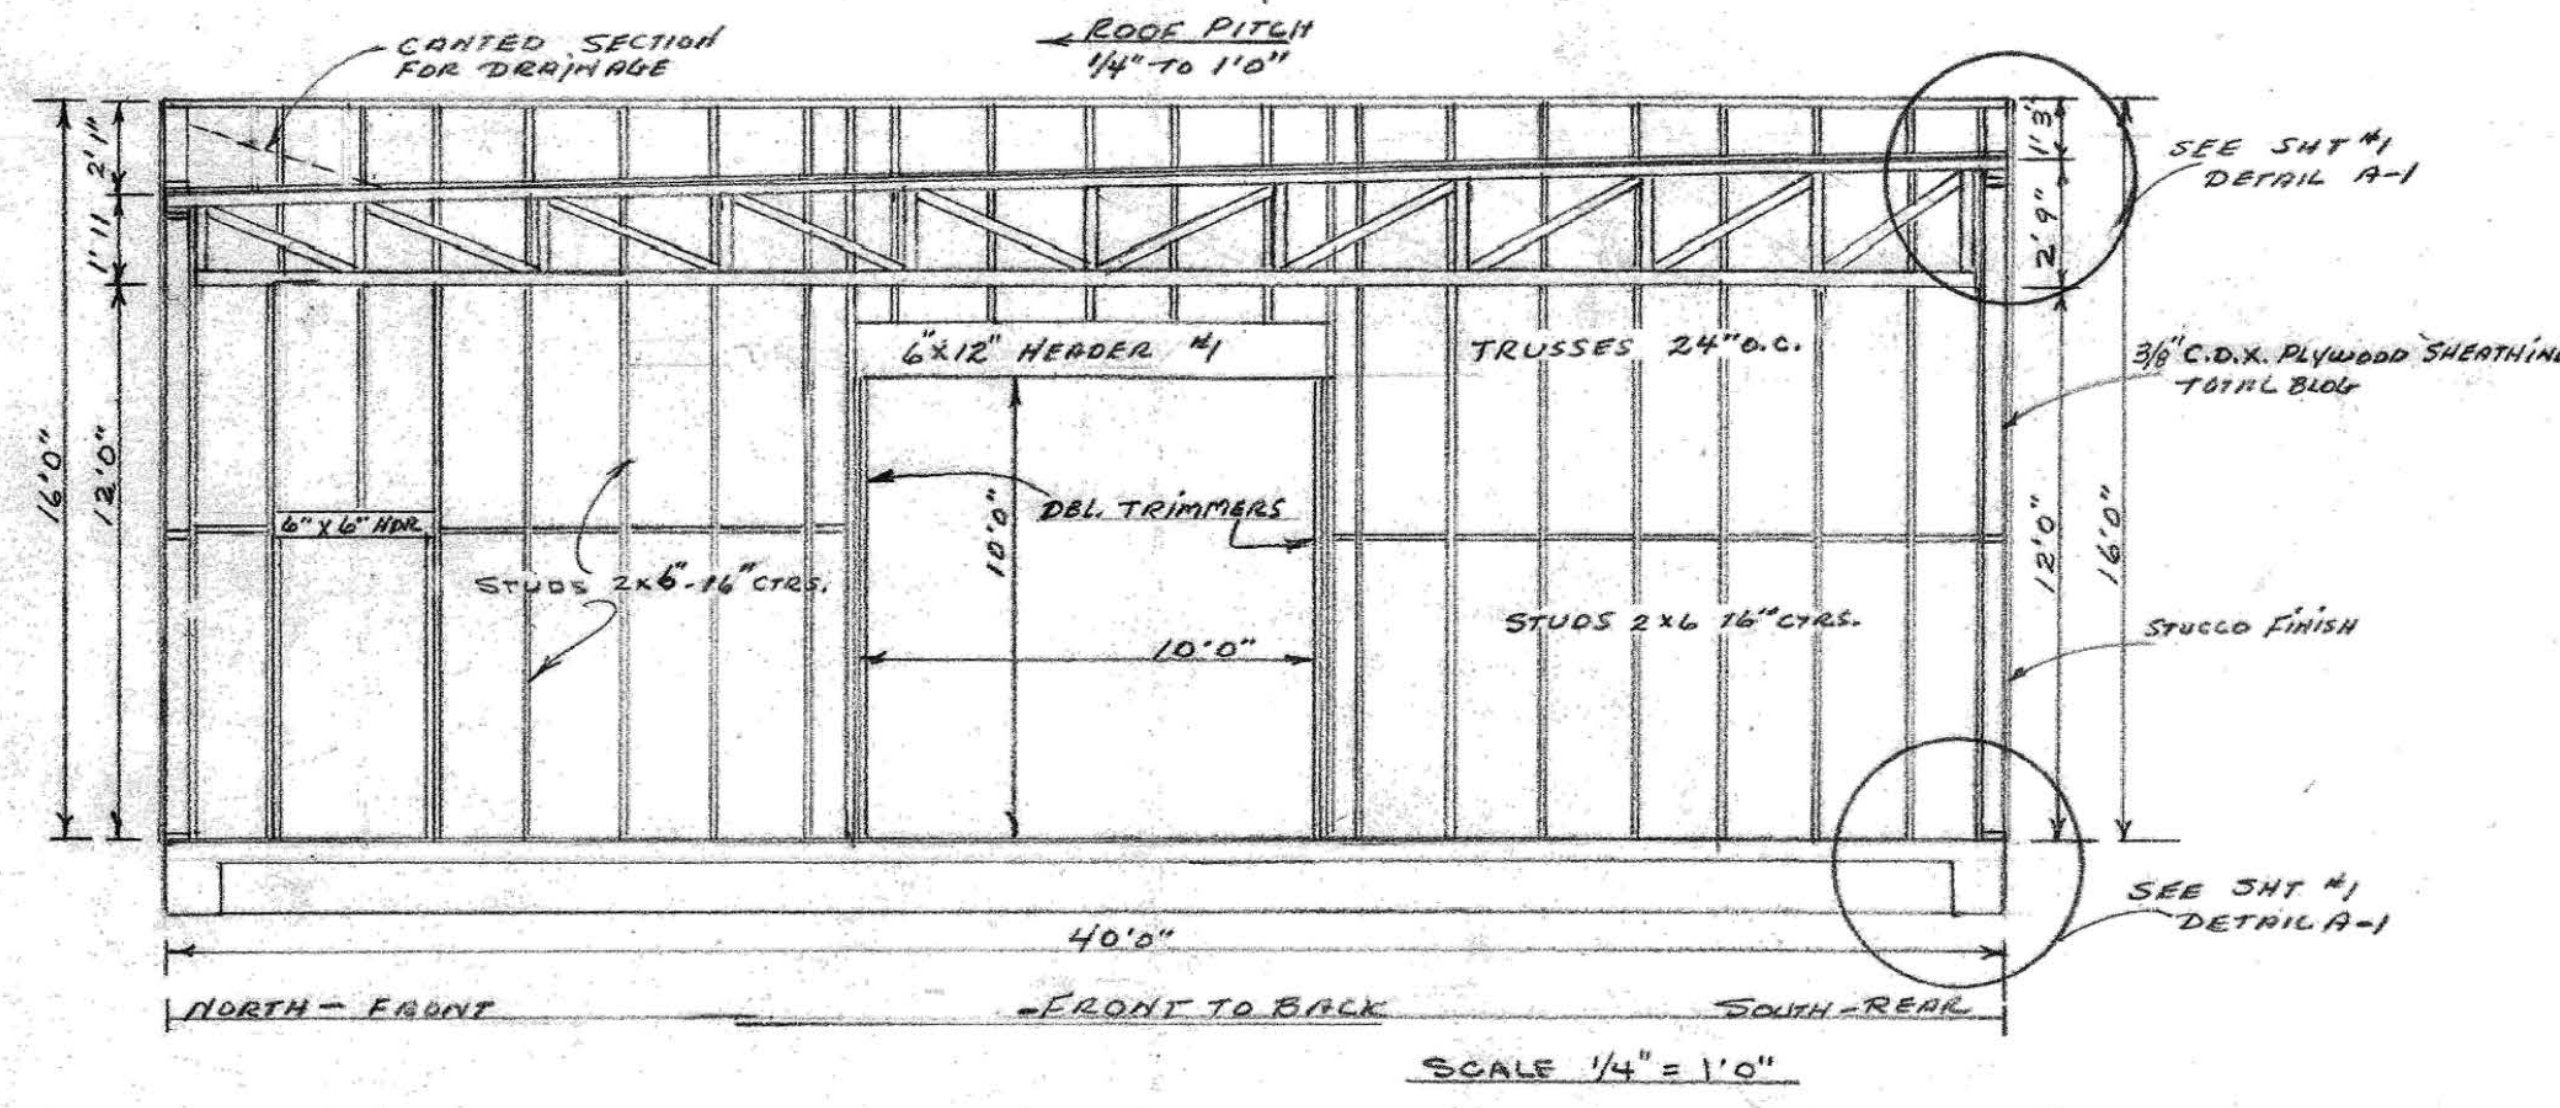 CANTED SECTION
FOR DRAINAGE
ROOF PITCH
1/4" TO 1'0"
2'1"
1'11
16'0"
12'0"
1'3"
2'9"
12'0"
16'0"
SEE SHT #1
DETAIL A-1
6"X12" HEADER #1
TRUSSES 24" O.C.
3/8" C.D.X. PLYWOOD SHEATHING
TOTAL BLDG
6" X 6" HDR
10'0"
DBL. TRIMMERS
STUDS 2x6"-16" CTRS.
STUDS 2x6 16" CTRS.
10'0"
STUCCO FINISH
SEE SHT #1
DETAIL A-1
40'0"
NORTH - FRONT
-FRONT TO BACK
SOUTH-REAR
SCALE 1/4" = 1'0"